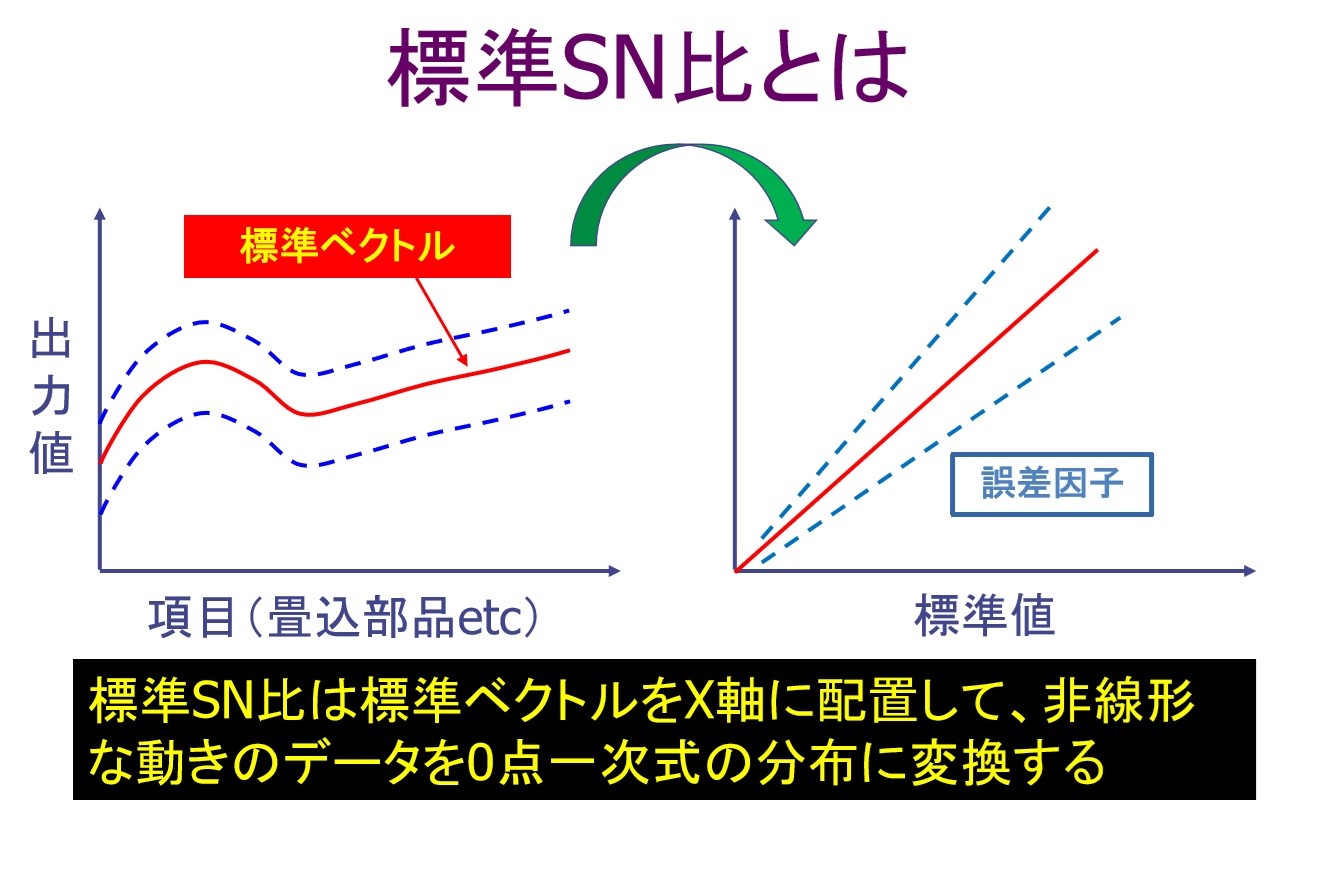 標準SN比とは
標準ベクトル
出力値
項目（畳込部品etc）
誤差因子
標準値
標準SN比は標準ベクトルをX軸に配置して、非線形
な動きのデータを0点一次式の分布に変換する